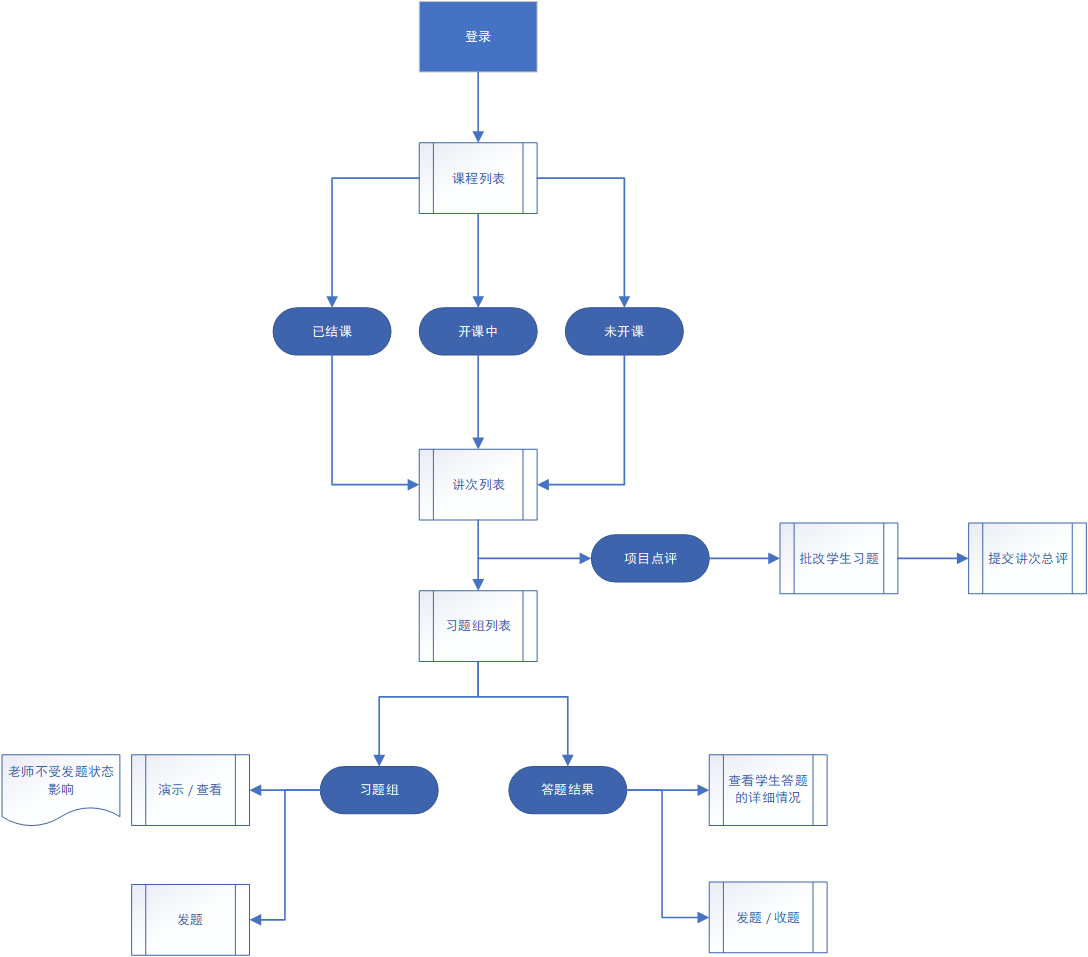 登录
课程列表
已结课
开课中
未开课
讲次列表
项目点评
批改学生习题
提交讲次总评
习题组列表
老师不受发题状态
影响
演示 / 查看
习题组
答题结果
查看学生答题
的详细情况
发题
发题 / 收题